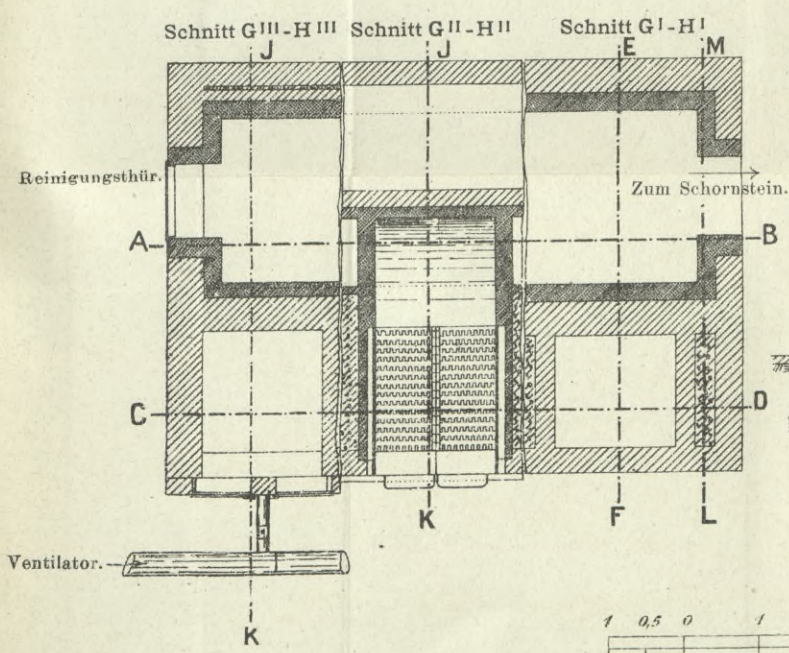 Schnitt Gᴵᴵᴵ-Hᴵᴵᴵ Schnitt Gᴵᴵ-Hᴵᴵ Schnitt Gᴵ-Hᴵ
J J E M
Reinigungsthür.
Zum Schornstein.
A B
C D
K F L
Ventilator.
K
1 0,5 0 1